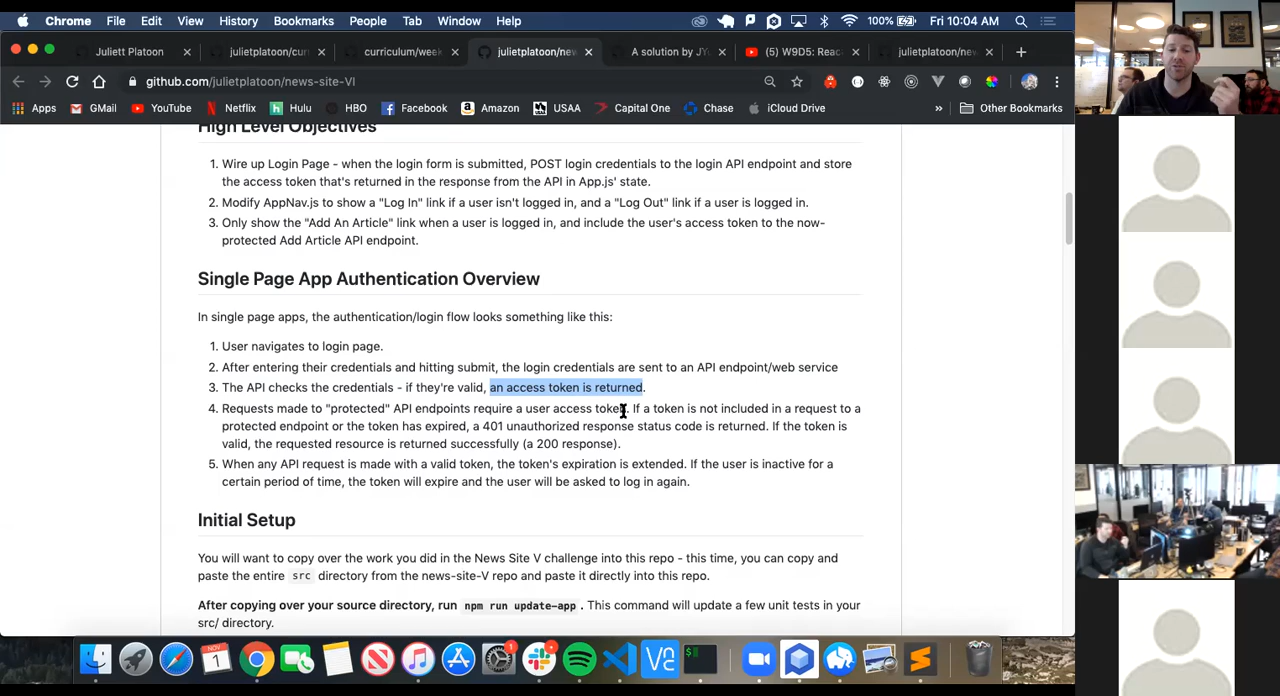 Chrome File Edit View History Bookmarks People Tab Window Help 100% Fri 10:04 AM
Juliett Platoon julietplatoon/cur curriculum/week julietplatoon/new A solution by JY (5) W9D5: Reac julietplatoon/new
github.com/julietplatoon/news-site-VI
Apps GMail YouTube Netflix Hulu HBO Facebook Amazon USAA Capital One Chase iCloud Drive » Other Bookmarks
High Level Objectives
1. Wire up Login Page - when the login form is submitted, POST login credentials to the login API endpoint and store
the access token that's returned in the response from the API in App.js' state.
2. Modify AppNav.js to show a "Log In" link if a user isn't logged in, and a "Log Out" link if a user is logged in.
3. Only show the "Add An Article" link when a user is logged in, and include the user's access token to the now-
protected Add Article API endpoint.
Single Page App Authentication Overview
In single page apps, the authentication/login flow looks something like this:
1. User navigates to login page.
2. After entering their credentials and hitting submit, the login credentials are sent to an API endpoint/web service
3. The API checks the credentials - if they're valid, an access token is returned.
4. Requests made to "protected" API endpoints require a user access token. If a token is not included in a request to a
protected endpoint or the token has expired, a 401 unauthorized response status code is returned. If the token is
valid, the requested resource is returned successfully (a 200 response).
5. When any API request is made with a valid token, the token's expiration is extended. If the user is inactive for a
certain period of time, the token will expire and the user will be asked to log in again.
Initial Setup
You will want to copy over the work you did in the News Site V challenge into this repo - this time, you can copy and
paste the entire src directory from the news-site-V repo and paste it directly into this repo.
After copying over your source directory, run npm run update-app . This command will update a few unit tests in your
src/ directory.